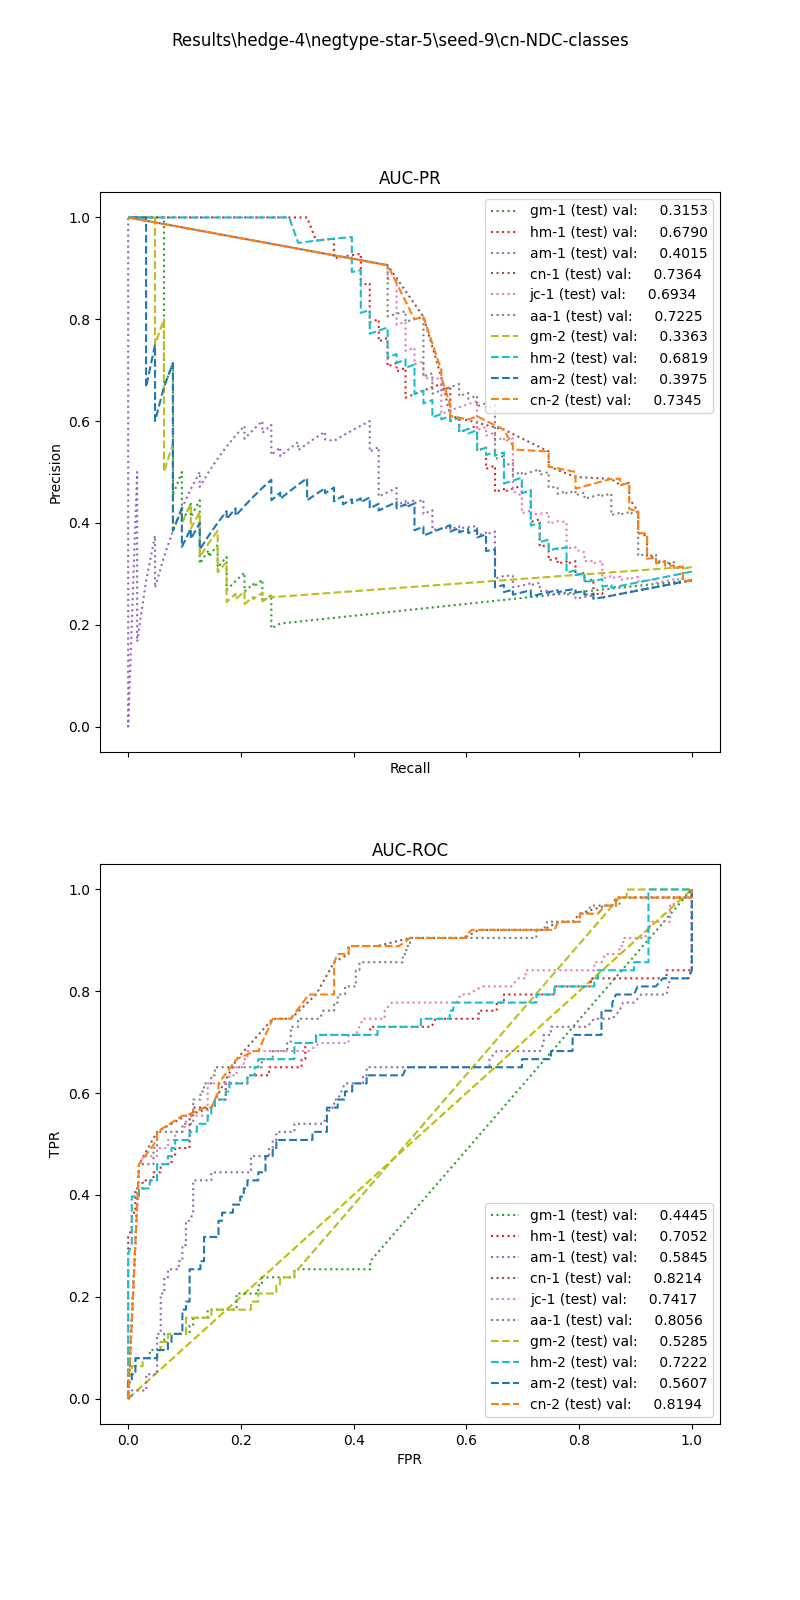 Results\hedge-4\negtype-star-5\seed-9\cn-NDC-classes
AUC-PR
1.0
0.8
0.6
0.4
0.2
0.0
Precision
gm-1 (test) val: 0.3153
hm-1 (test) val: 0.6790
am-1 (test) val: 0.4015
cn-1 (test) val: 0.7364
jc-1 (test) val: 0.6934
aa-1 (test) val: 0.7225
gm-2 (test) val: 0.3363
hm-2 (test) val: 0.6819
am-2 (test) val: 0.3975
cn-2 (test) val: 0.7345
Recall
AUC-ROC
1.0
0.8
0.6
0.4
0.2
0.0
TPR
gm-1 (test) val: 0.4445
hm-1 (test) val: 0.7052
am-1 (test) val: 0.5845
cn-1 (test) val: 0.8214
jc-1 (test) val: 0.7417
aa-1 (test) val: 0.8056
gm-2 (test) val: 0.5285
hm-2 (test) val: 0.7222
am-2 (test) val: 0.5607
cn-2 (test) val: 0.8194
0.0 0.2 0.4 0.6 0.8 1.0
FPR